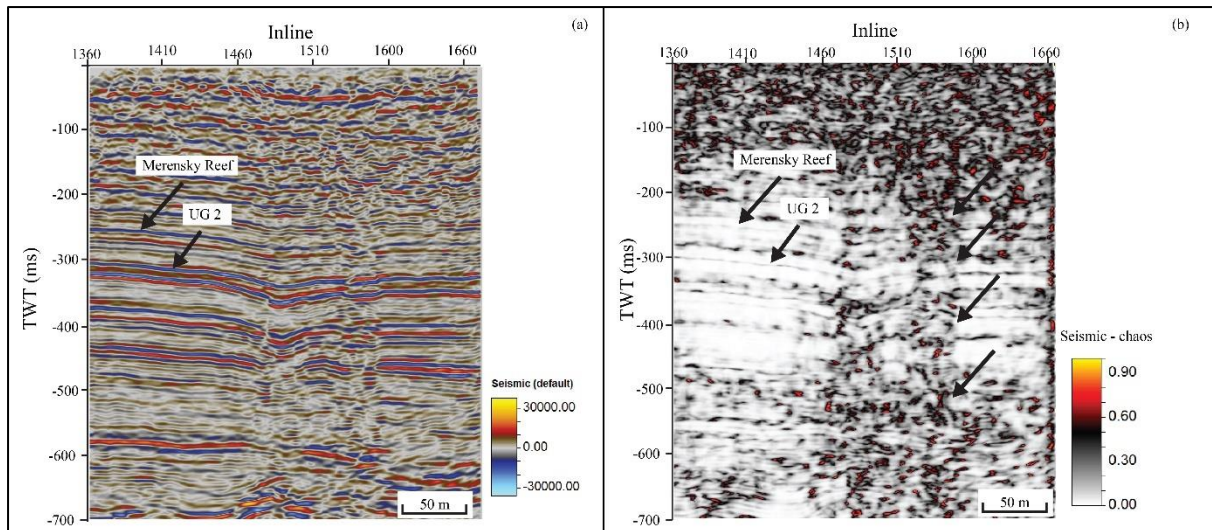 Inline
(a)
1360 1410 1460 1510 1600 1660
Merensky Reef
UG 2
TWT (ms)
-100
-200
-300
-400
-500
-600
-700
Seismic (default)
30000.00
0.00
-30000.00
50 m
Inline
(b)
1360 1410 1460 1510 1600 1660
Merensky Reef
UG 2
TWT (ms)
-100
-200
-300
-400
-500
-600
-700
Seismic - chaos
0.90
0.60
0.30
0.00
50 m